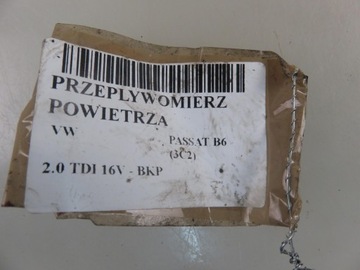 PRZEPLYWOMIERZ
POWIETRZA
VW PASSAT B6
(3C2)
2.0 TDI 16V - BKP